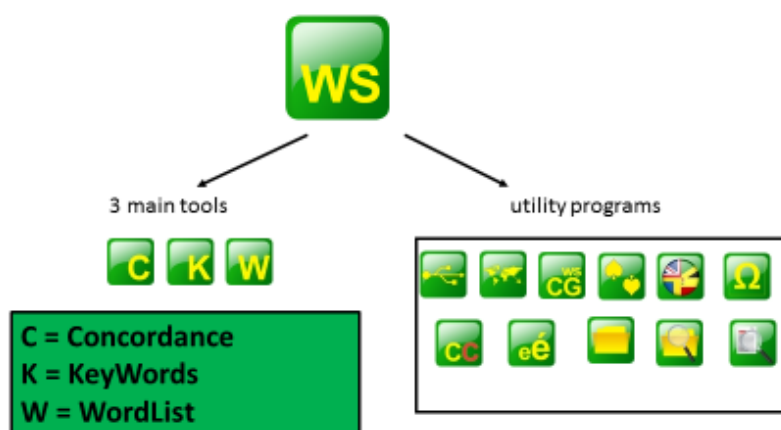 WS
3 main tools
utility programs
C K W
WS
CG
Ω
C = Concordance
K = KeyWords
W = WordList
CC
eé